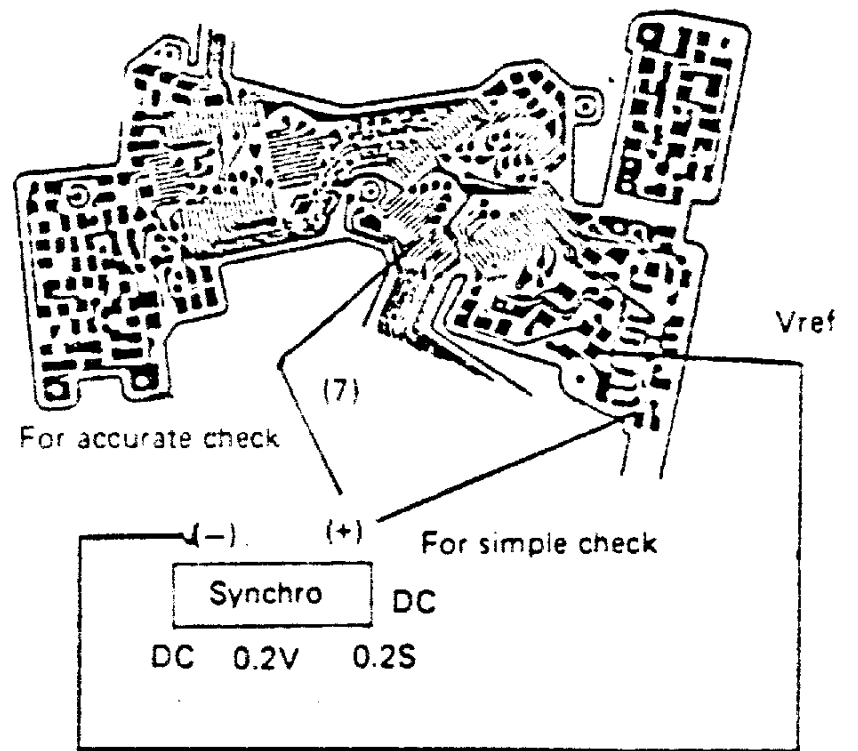 Vref
(7)
For accurate check
(-) (+)
For simple check
Synchro DC
DC 0.2V 0.2S